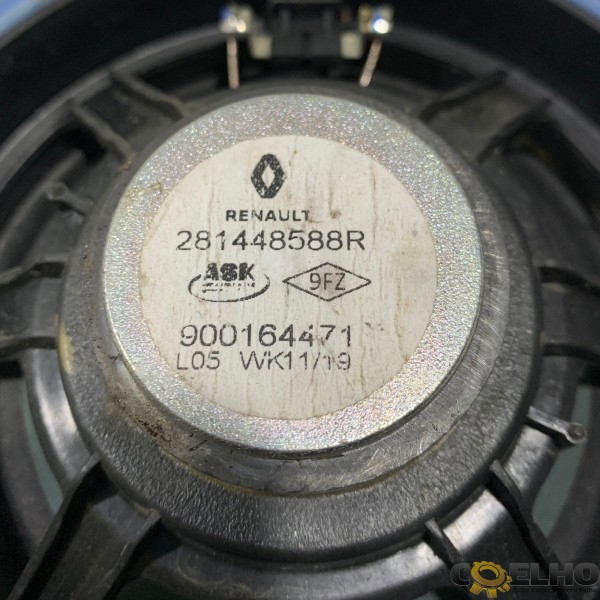 RENAULT
281448588R
ASK
9FZ
900164471
L05 WK11/19
COELHO